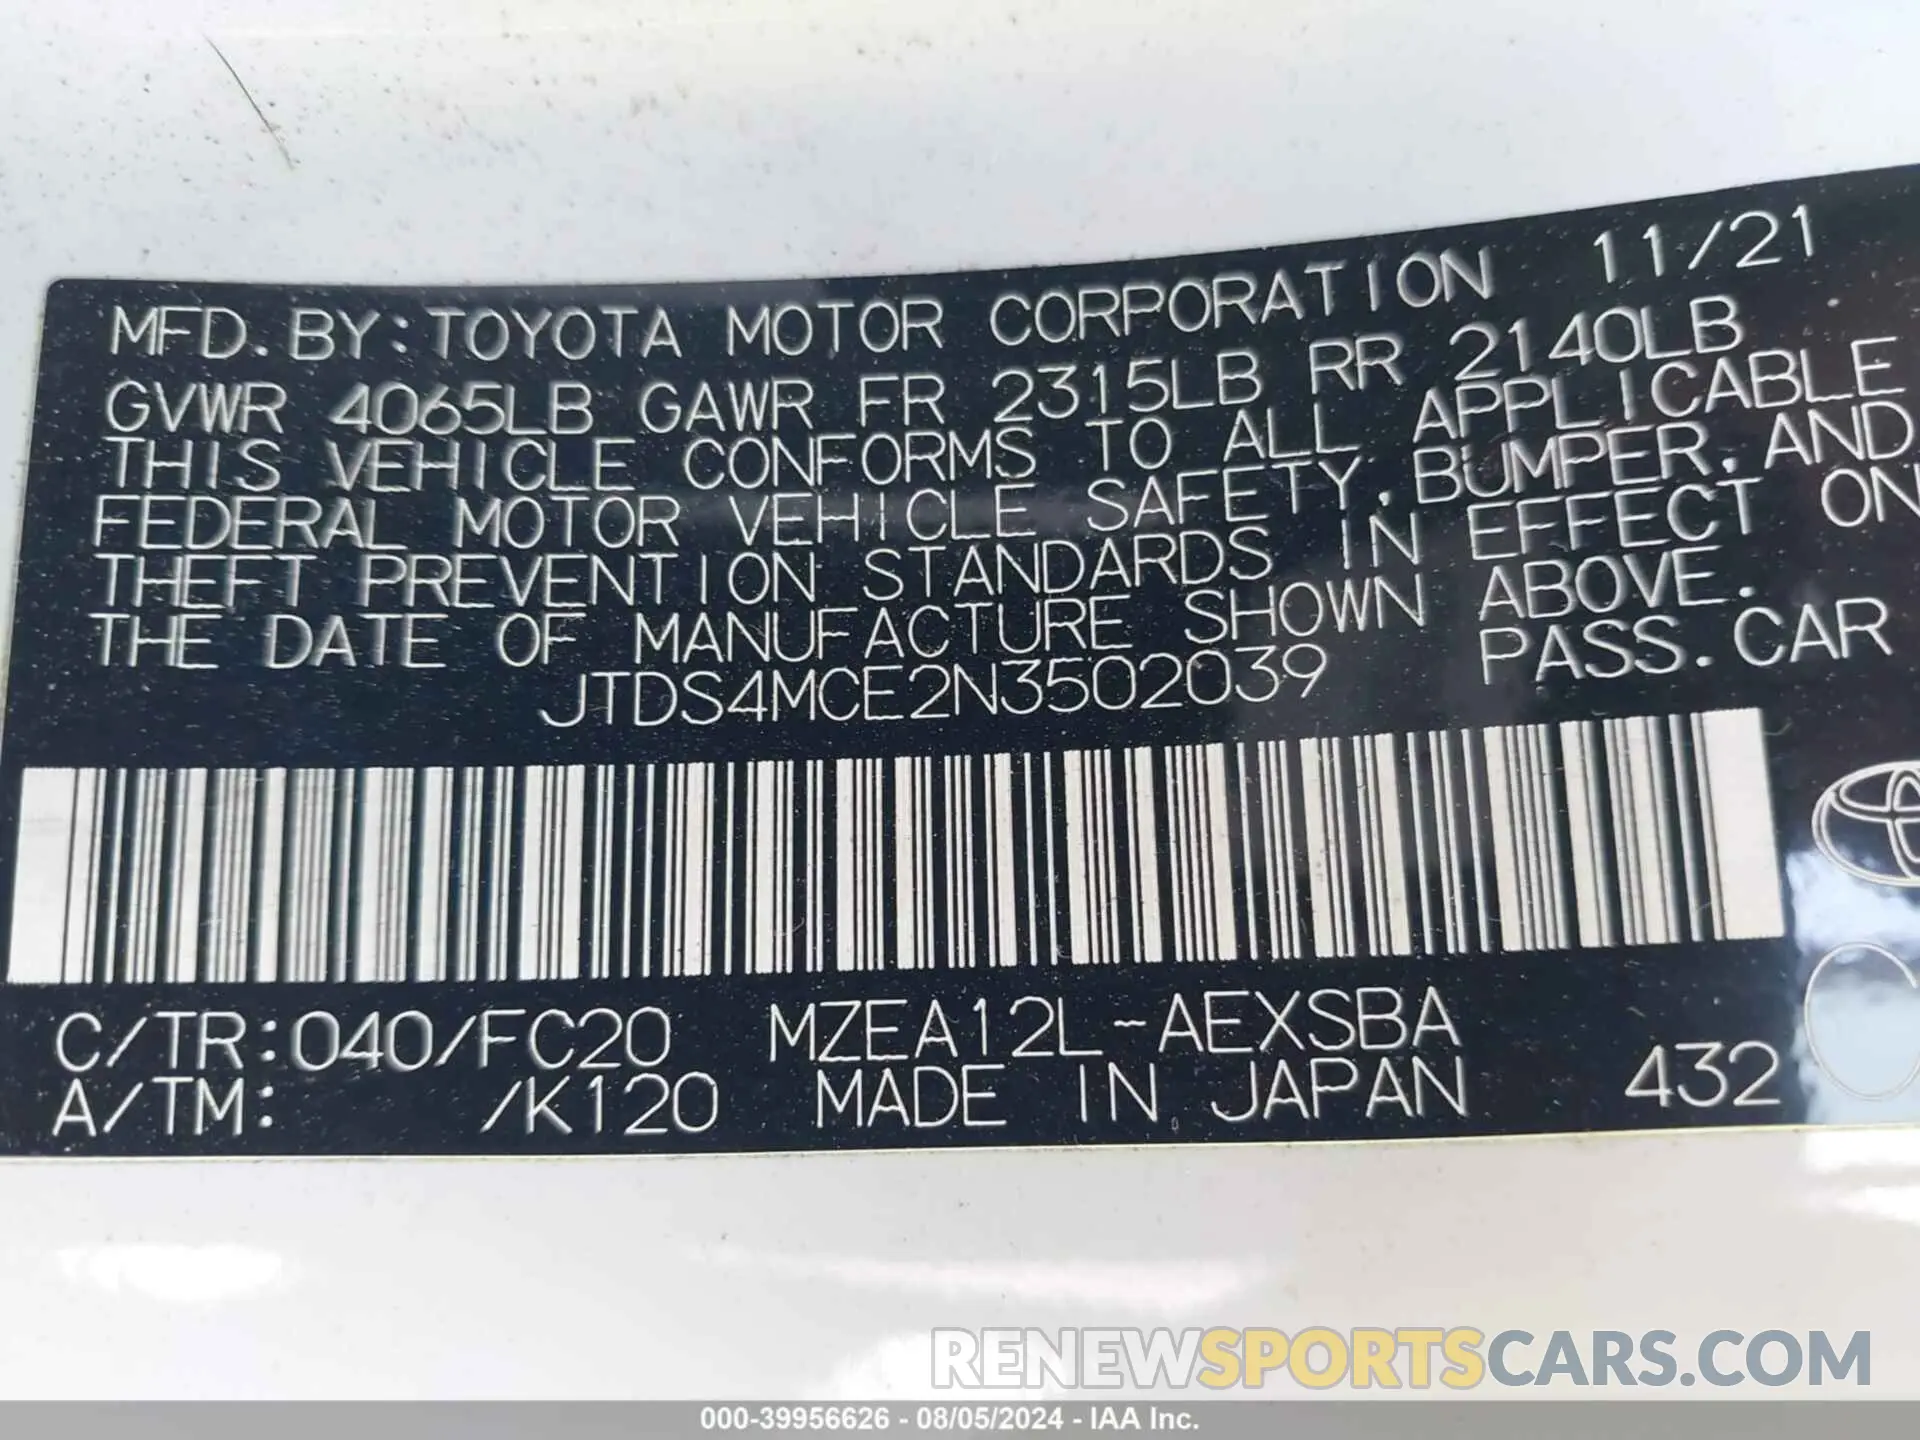 MFD. BY: TOYOTA MOTOR CORPORATION 11/21
GVWR 4065LB GAWR FR 2315LB RR 2140LB
THIS VEHICLE CONFORMS TO ALL APPLICABLE
FEDERAL MOTOR VEHICLE SAFETY, BUMPER, AND
THEFT PREVENTION STANDARDS IN EFFECT ON
THE DATE OF MANUFACTURE SHOWN ABOVE.
JTDS4MCE2N3502039 PASS. CAR
C/TR: 040/FC20 MZEA12L-AEXSBA
A/TM: /K120 MADE IN JAPAN 432
RENEWSPORTSCARS.COM
000-39956626 - 08/05/2024 - IAA Inc.